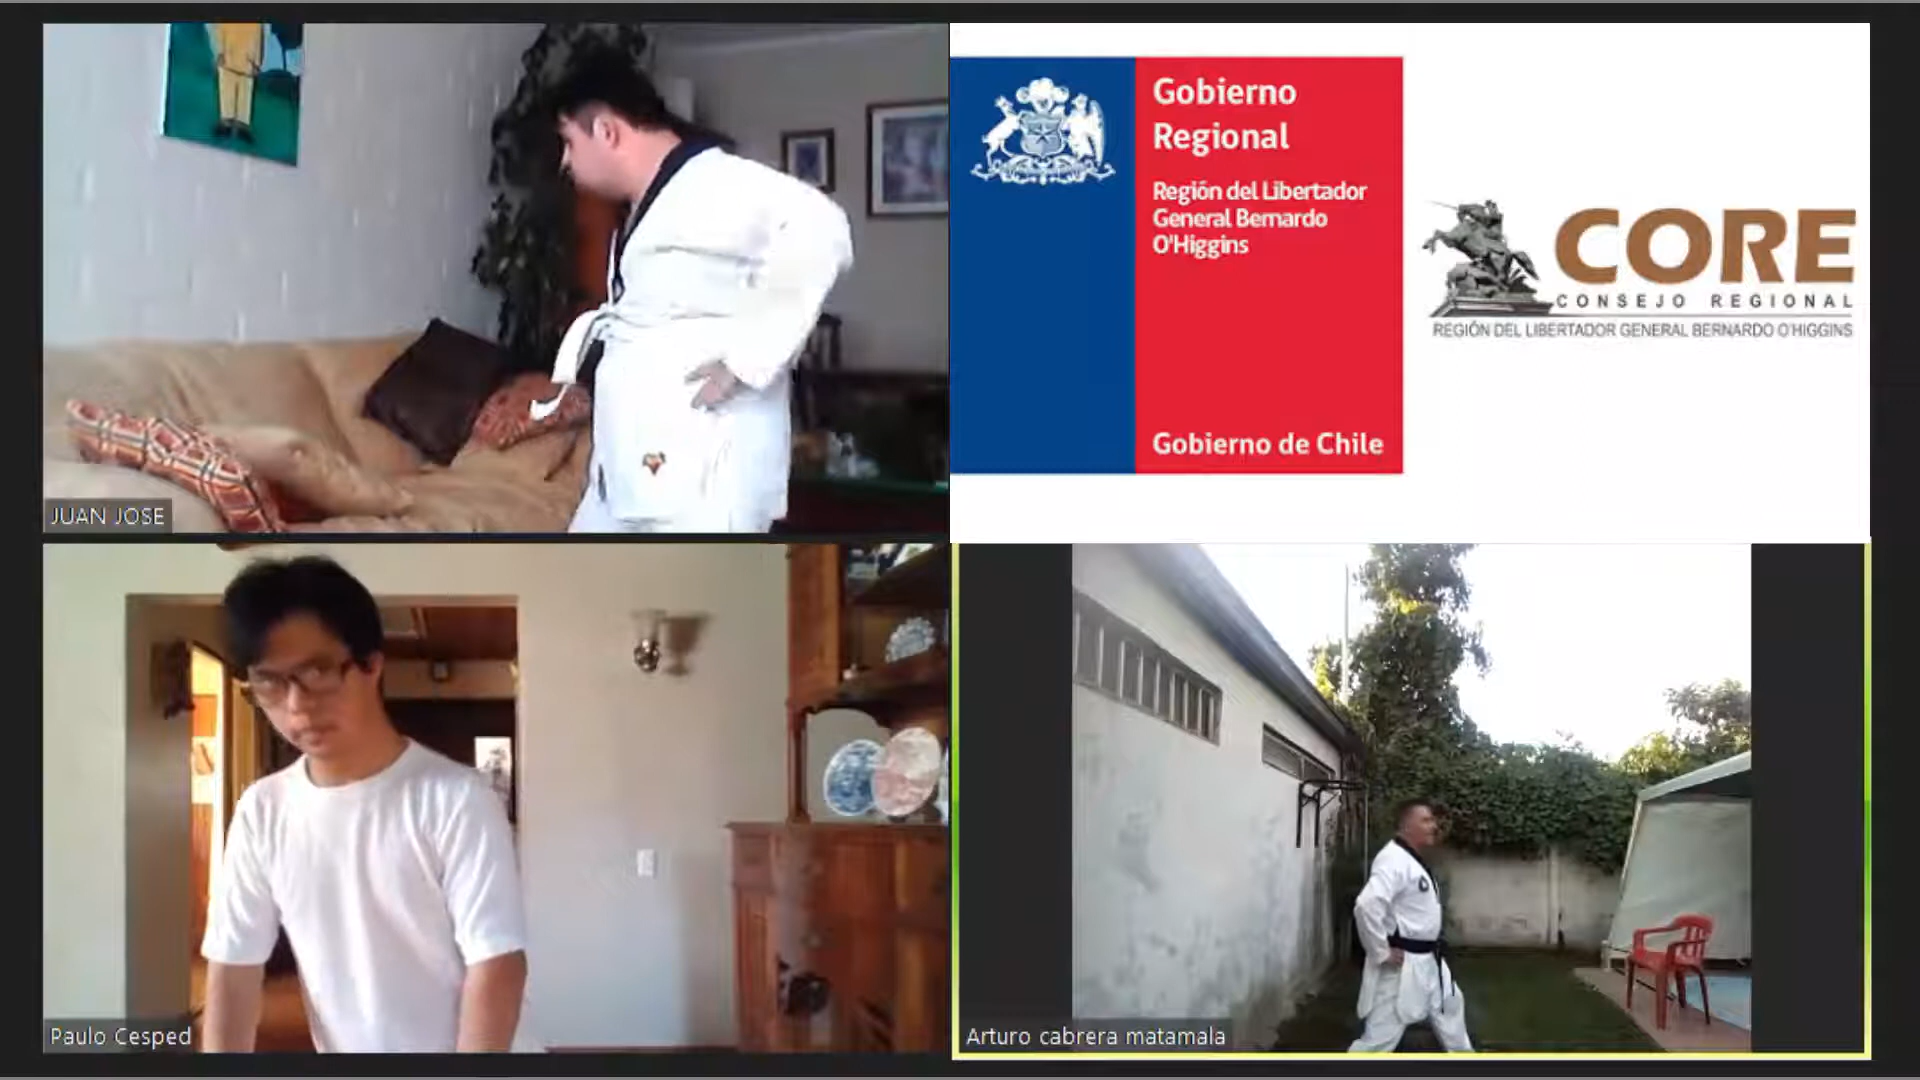 JUAN JOSE
Gobierno
Regional
Región del Libertador
General Bernardo
O'Higgins
Gobierno de Chile
CORE
CONSEJO REGIONAL
REGIÓN DEL LIBERTADOR GENERAL BERNARDO O'HIGGINS
Paulo Cesped
Arturo cabrera matamala